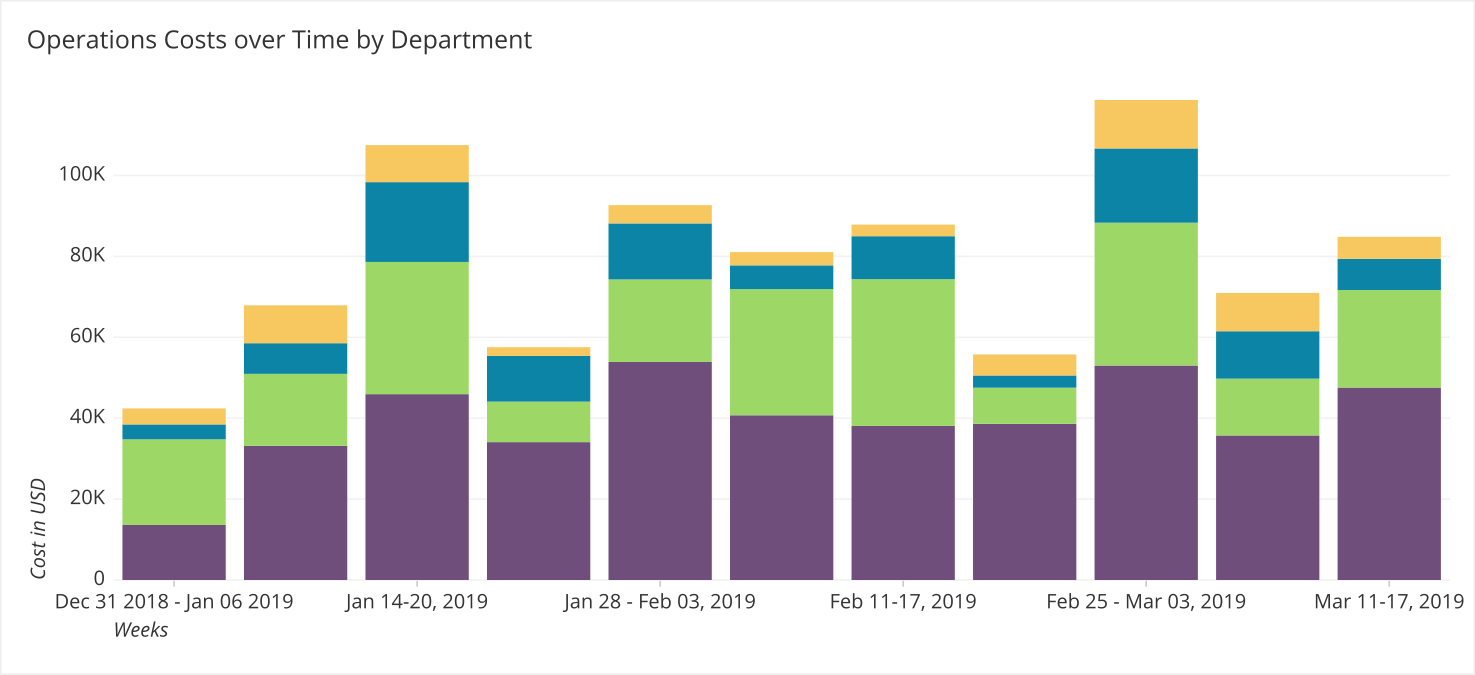 Operations Costs over Time by Department
100K
80K
60K
40K
20K
0
Cost in USD
Dec 31 2018 - Jan 06 2019 Jan 14-20, 2019 Jan 28 - Feb 03, 2019 Feb 11-17, 2019 Feb 25 - Mar 03, 2019 Mar 11-17, 2019
Weeks